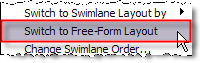 Switch to Swimlane Layout by
Switch to Free-Form Layout
Change Swimlane Order...